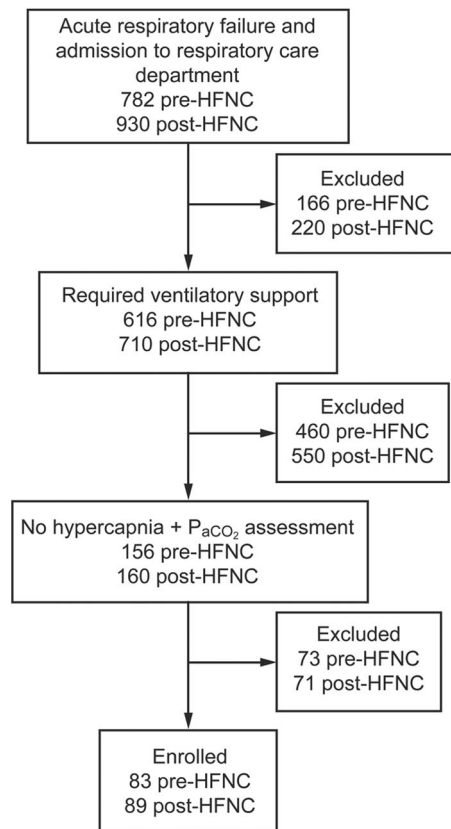 Acute respiratory failure and
admission to respiratory care
department
782 pre-HFNC
930 post-HFNC
Excluded
166 pre-HFNC
220 post-HFNC
Required ventilatory support
616 pre-HFNC
710 post-HFNC
Excluded
460 pre-HFNC
550 post-HFNC
No hypercapnia + PaCO₂ assessment
156 pre-HFNC
160 post-HFNC
Excluded
73 pre-HFNC
71 post-HFNC
Enrolled
83 pre-HFNC
89 post-HFNC